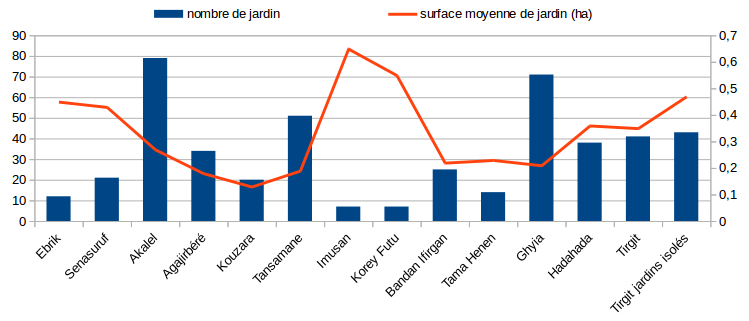 nombre de jardin
surface moyenne de jardin (ha)
90
80
70
60
50
40
30
20
10
0
0,7
0,6
0,5
0,4
0,3
0,2
0,1
0
Ebrik
Senasuruf
Akalel
Agajirbéré
Kouzara
Tansamane
Imusan
Korey Futu
Bandan Ifirgan
Tama Henen
Ghyia
Hadahada
Tirgit
Tirgit jardins isolés